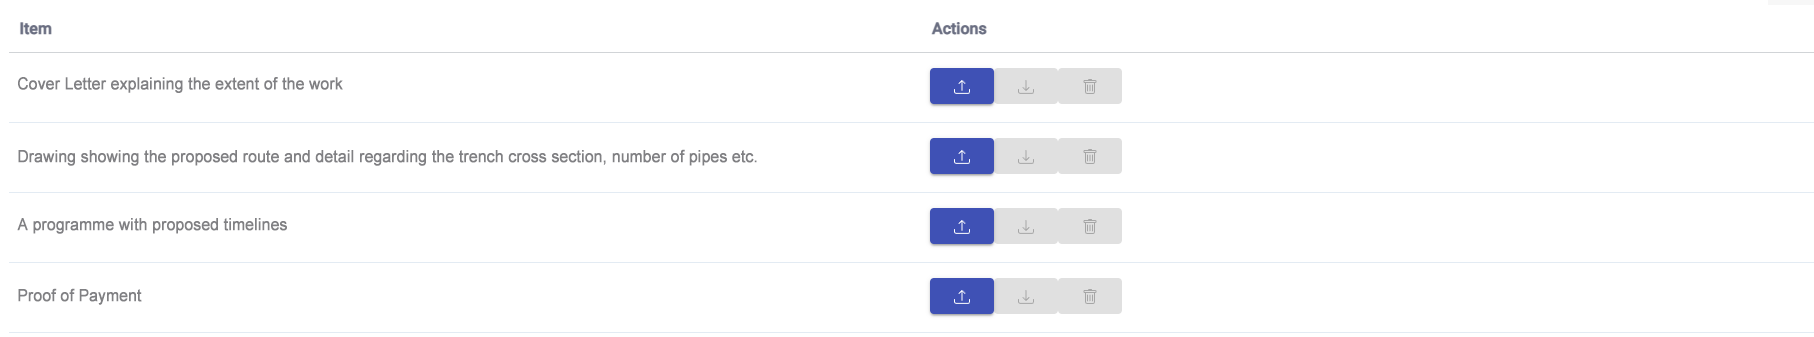 Item Actions
Cover Letter explaining the extent of the work
Drawing showing the proposed route and detail regarding the trench cross section, number of pipes etc.
A programme with proposed timelines
Proof of Payment